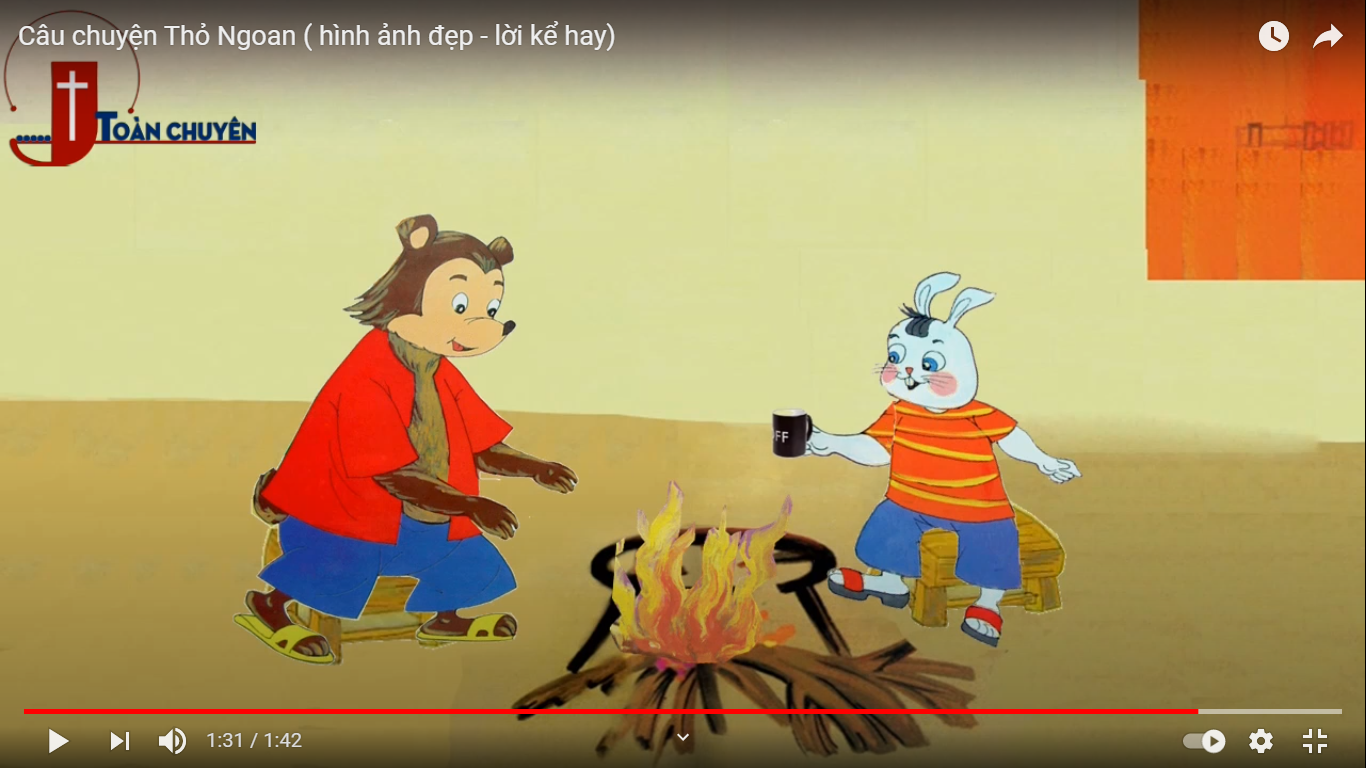 Câu chuyện Thỏ Ngoan ( hình ảnh đẹp - lời kể hay)
TOÀN CHUYÊN
FF
1:31 / 1:42